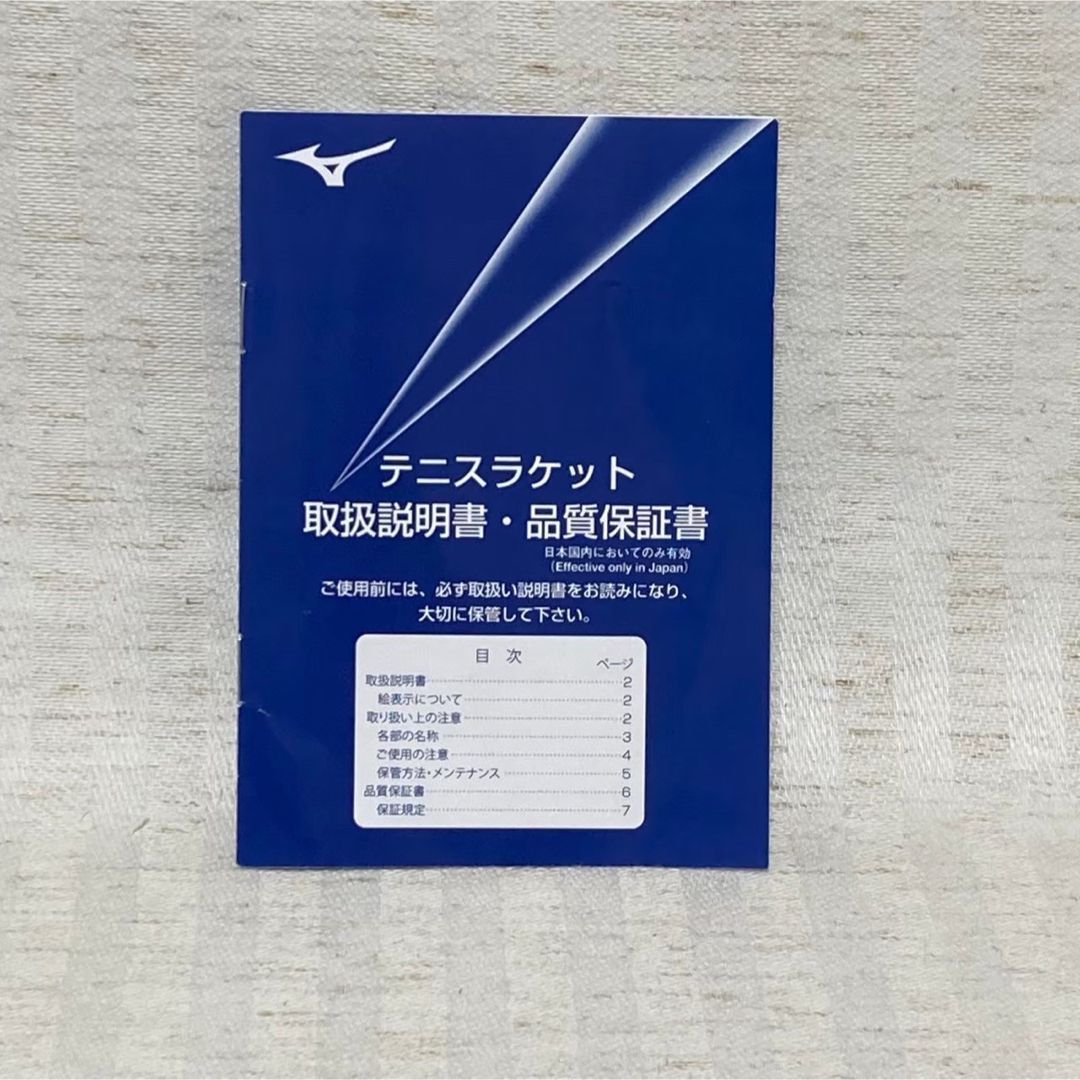 テニスラケット
取扱説明書・品質保証書
日本国内においてのみ有効
(Effective only in Japan)
ご使用前には、必ず取扱い説明書をお読みになり、
大切に保管して下さい。
目 次
ページ
取扱説明書 2
絵表示について 2
取り扱い上の注意 2
各部の名称 3
ご使用の注意 4
保管方法・メンテナンス 5
品質保証書 6
保証規定 7